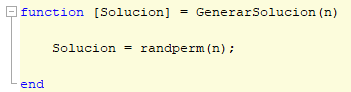 function [Solucion] = GenerarSolucion(n)
Solucion = randperm(n);
end